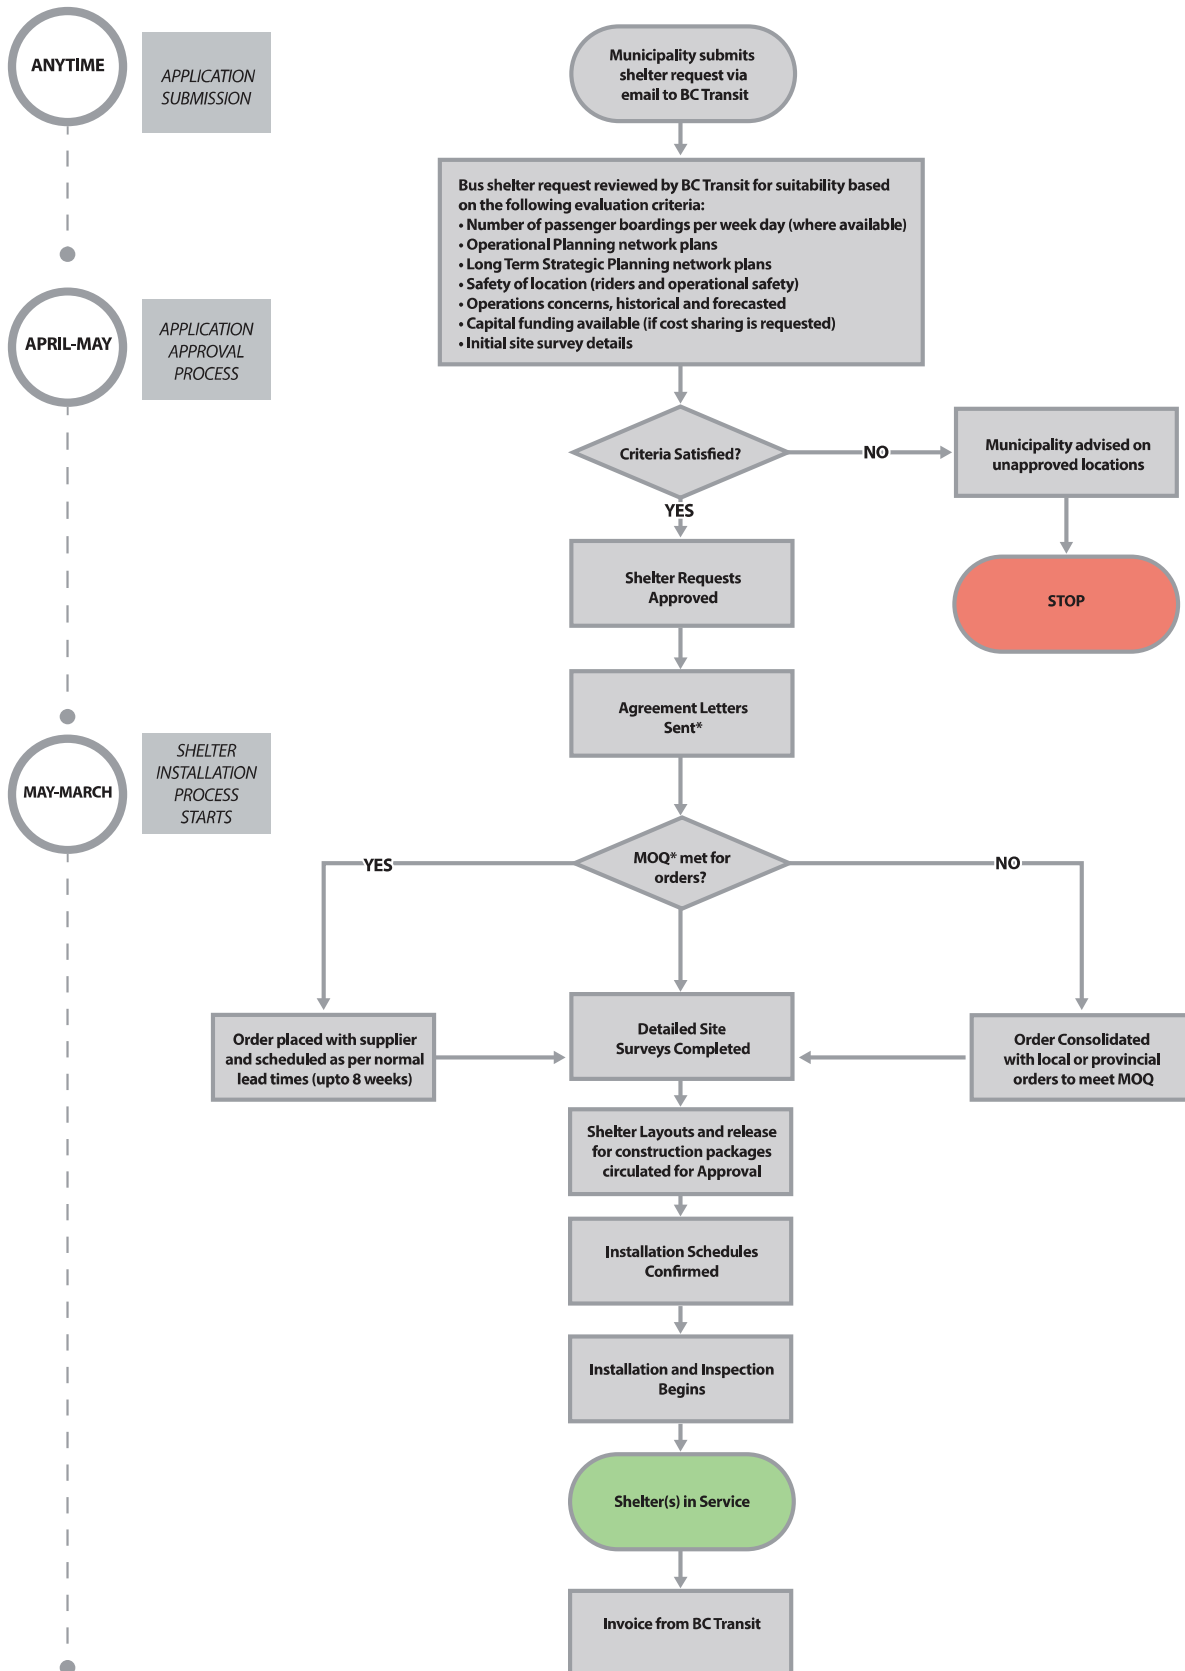 ANYTIME
APPLICATION
SUBMISSION
Municipality submits
shelter request via
email to BC Transit
Bus shelter request reviewed by BC Transit for suitability based
on the following evaluation criteria:
• Number of passenger boardings per week day (where available)
• Operational Planning network plans
• Long Term Strategic Planning network plans
• Safety of location (riders and operational safety)
• Operations concerns, historical and forecasted
• Capital funding available (if cost sharing is requested)
• Initial site survey details
APRIL-MAY
APPLICATION
APPROVAL
PROCESS
Criteria Satisfied?
NO
Municipality advised on
unapproved locations
YES
STOP
Shelter Requests
Approved
Agreement Letters
Sent*
MAY-MARCH
SHELTER
INSTALLATION
PROCESS
STARTS
MOQ* met for
orders?
YES
NO
Order placed with supplier
and scheduled as per normal
lead times (upto 8 weeks)
Detailed Site
Surveys Completed
Order Consolidated
with local or provincial
orders to meet MOQ
Shelter Layouts and release
for construction packages
circulated for Approval
Installation Schedules
Confirmed
Installation and Inspection
Begins
Shelter(s) in Service
Invoice from BC Transit